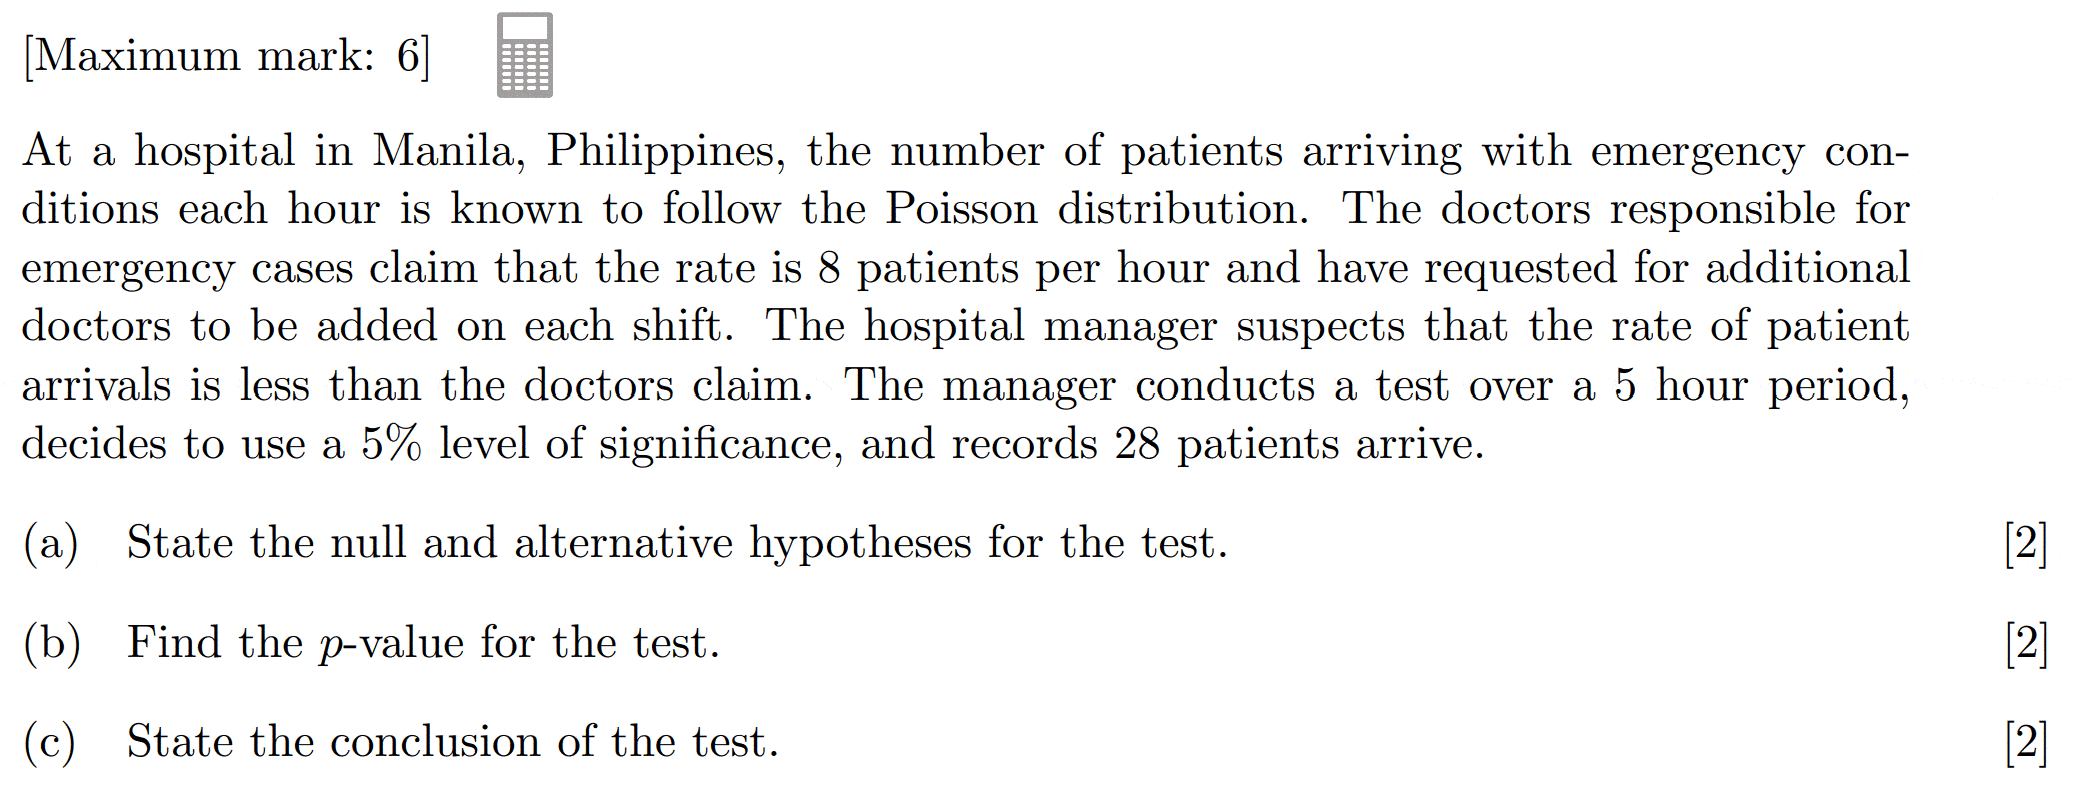 [Maximum mark: 6]
At a hospital in Manila, Philippines, the number of patients arriving with emergency con-
ditions each hour is known to follow the Poisson distribution. The doctors responsible for
emergency cases claim that the rate is 8 patients per hour and have requested for additional
doctors to be added on each shift. The hospital manager suspects that the rate of patient
arrivals is less than the doctors claim. The manager conducts a test over a 5 hour period,
decides to use a 5% level of significance, and records 28 patients arrive.
(a) State the null and alternative hypotheses for the test. [2]
(b) Find the p-value for the test. [2]
(c) State the conclusion of the test. [2]